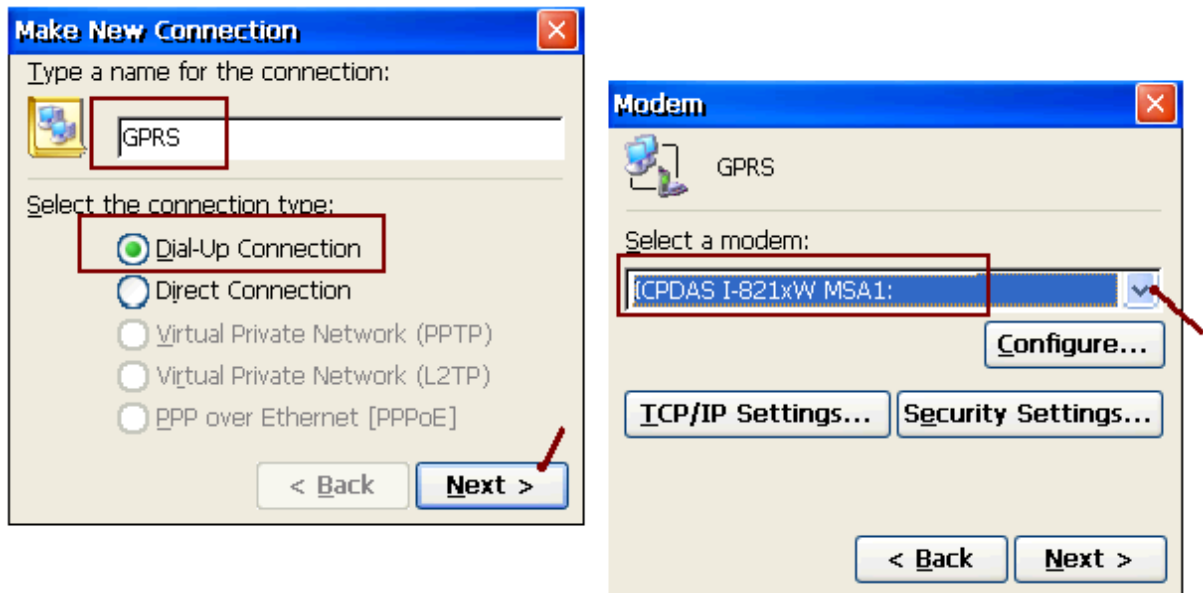 Make New Connection
Type a name for the connection:
GPRS
Select the connection type:
Dial-Up Connection
Direct Connection
Virtual Private Network (PPTP)
Virtual Private Network (L2TP)
PPP over Ethernet [PPPoE]
< Back
Next >
Modem
GPRS
Select a modem:
ICPDAS I-821xW MSA1:
Configure...
TCP/IP Settings...
Security Settings...
< Back
Next >